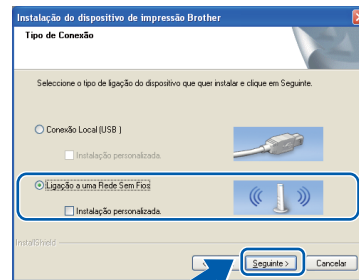 Instalação do dispositivo de impressão Brother
Tipo de Conexão
Seleccione o tipo de ligação do dispositivo que quer instalar e clique em Seguinte.
Conexão Local (USB )
Instalação personalizada.
Ligação a uma Rede Sem Fios
Instalação personalizada.
InstallShield
< Seguinte > Cancelar